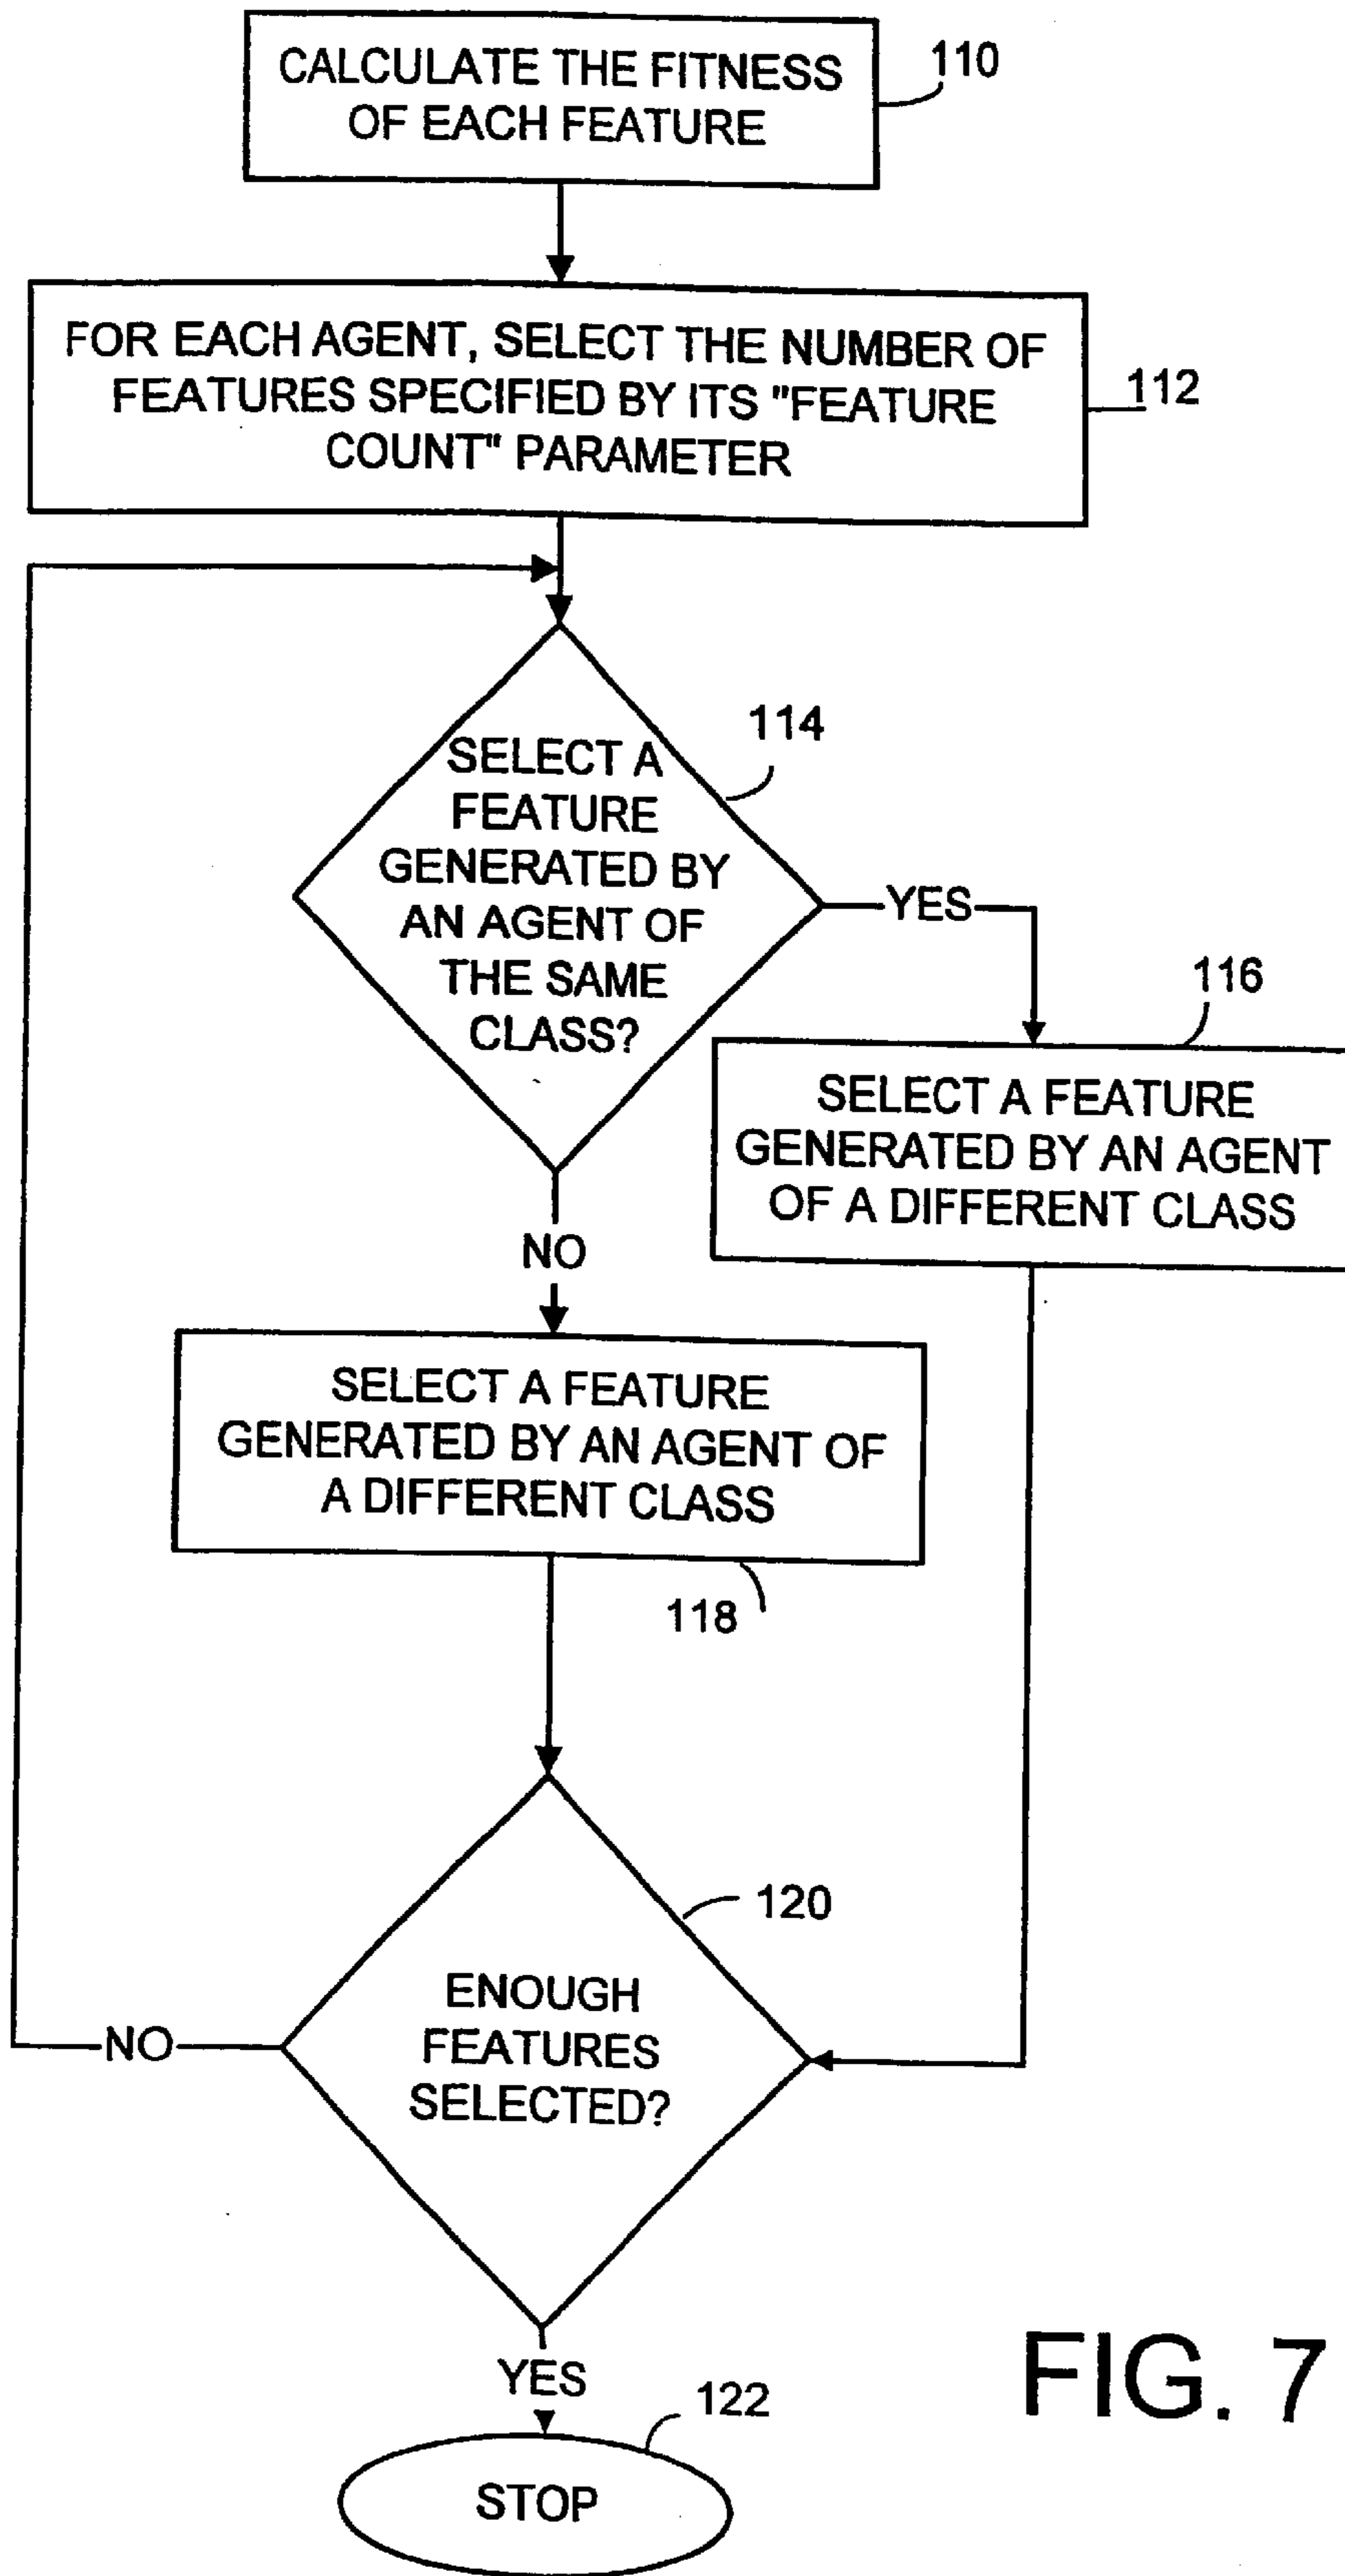 CALCULATE THE FITNESS
OF EACH FEATURE
110
FOR EACH AGENT, SELECT THE NUMBER OF
FEATURES SPECIFIED BY ITS "FEATURE
COUNT" PARAMETER
112
SELECT A
FEATURE
GENERATED BY
AN AGENT OF
THE SAME
CLASS?
114
YES
116
SELECT A FEATURE
GENERATED BY AN AGENT
OF A DIFFERENT CLASS
NO
SELECT A FEATURE
GENERATED BY AN AGENT OF
A DIFFERENT CLASS
118
120
ENOUGH
FEATURES
SELECTED?
NO
YES
122
STOP
FIG. 7